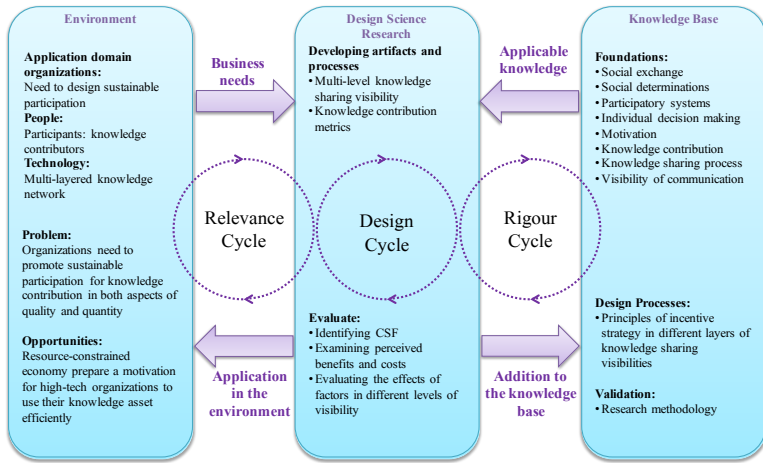 Environment
Application domain
organizations:
Need to design sustainable
participation
People:
Participants: knowledge
contributors
Technology:
Multi-layered knowledge
network
Problem:
Organizations need to
promote sustainable
participation for knowledge
contribution in both aspects of
quality and quantity
Opportunities:
Resource-constrained
economy prepare a motivation
for high-tech organizations to
use their knowledge asset
efficiently
Business
needs
Relevance
Cycle
Application
in the
environment
Design Science
Research
Developing artifacts and
processes
• Multi-level knowledge
sharing visibility
• Knowledge contribution
metrics
Design
Cycle
Evaluate:
• Identifying CSF
• Examining perceived
benefits and costs
• Evaluating the effects of
factors in different levels of
visibility
Applicable
knowledge
Rigour
Cycle
Addition to
the knowledge
base
Knowledge Base
Foundations:
• Social exchange
• Social determinations
• Participatory systems
• Individual decision making
• Motivation
• Knowledge contribution
• Knowledge sharing process
• Visibility of communication
Design Processes:
• Principles of incentive
strategy in different layers of
knowledge sharing
visibilities
Validation:
• Research methodology